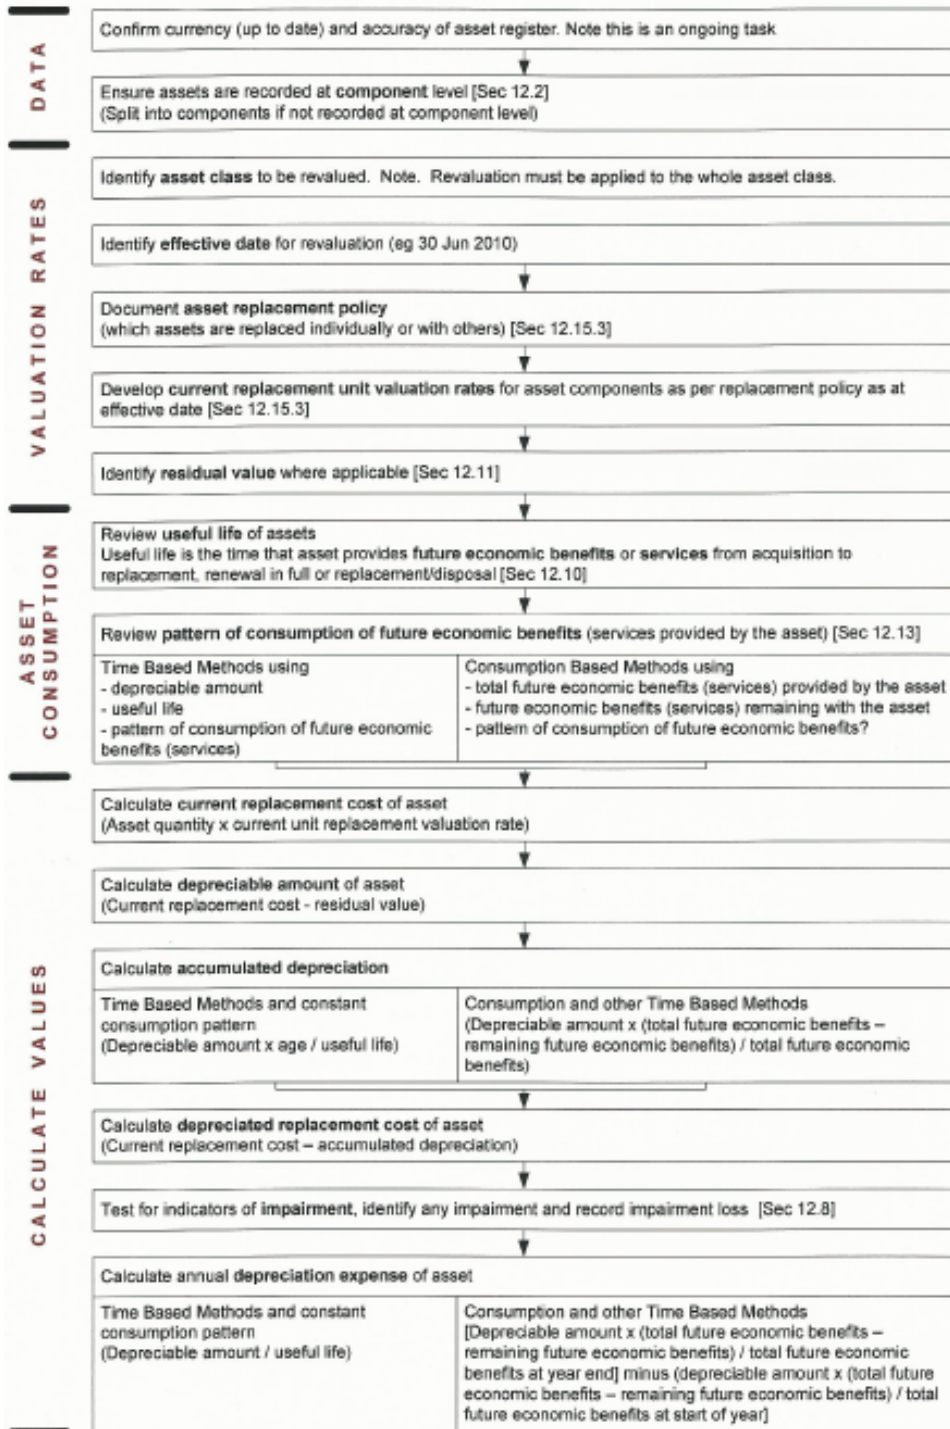 DATA
Confirm currency (up to date) and accuracy of asset register. Note this is an ongoing task
Ensure assets are recorded at component level [Sec 12.2]
(Split into components if not recorded at component level)
VALUATION RATES
Identify asset class to be revalued. Note. Revaluation must be applied to the whole asset class.
Identify effective date for revaluation (eg 30 Jun 2010)
Document asset replacement policy
(which assets are replaced individually or with others) [Sec 12.15.3]
Develop current replacement unit valuation rates for asset components as per replacement policy as at
effective date [Sec 12.15.3]
Identify residual value where applicable [Sec 12.11]
ASSET
CONSUMPTION
Review useful life of assets
Useful life is the time that asset provides future economic benefits or services from acquisition to
replacement, renewal in full or replacement/disposal [Sec 12.10]
Review pattern of consumption of future economic benefits (services provided by the asset) [Sec 12.13]
Time Based Methods using
- depreciable amount
- useful life
- pattern of consumption of future economic
benefits (services)
Consumption Based Methods using
- total future economic benefits (services) provided by the asset
- future economic benefits (services) remaining with the asset
- pattern of consumption of future economic benefits?
CALCULATE VALUES
Calculate current replacement cost of asset
(Asset quantity x current unit replacement valuation rate)
Calculate depreciable amount of asset
(Current replacement cost - residual value)
Calculate accumulated depreciation
Time Based Methods and constant
consumption pattern
(Depreciable amount x age / useful life)
Consumption and other Time Based Methods
(Depreciable amount x (total future economic benefits –
remaining future economic benefits) / total future economic
benefits)
Calculate depreciated replacement cost of asset
(Current replacement cost – accumulated depreciation)
Test for indicators of impairment, identify any impairment and record impairment loss [Sec 12.8]
Calculate annual depreciation expense of asset
Time Based Methods and constant
consumption pattern
(Depreciable amount / useful life)
Consumption and other Time Based Methods
[Depreciable amount x (total future economic benefits –
remaining future economic benefits) / total future economic
benefits at year end] minus (depreciable amount x (total future
economic benefits – remaining future economic benefits) / total
future economic benefits at start of year]